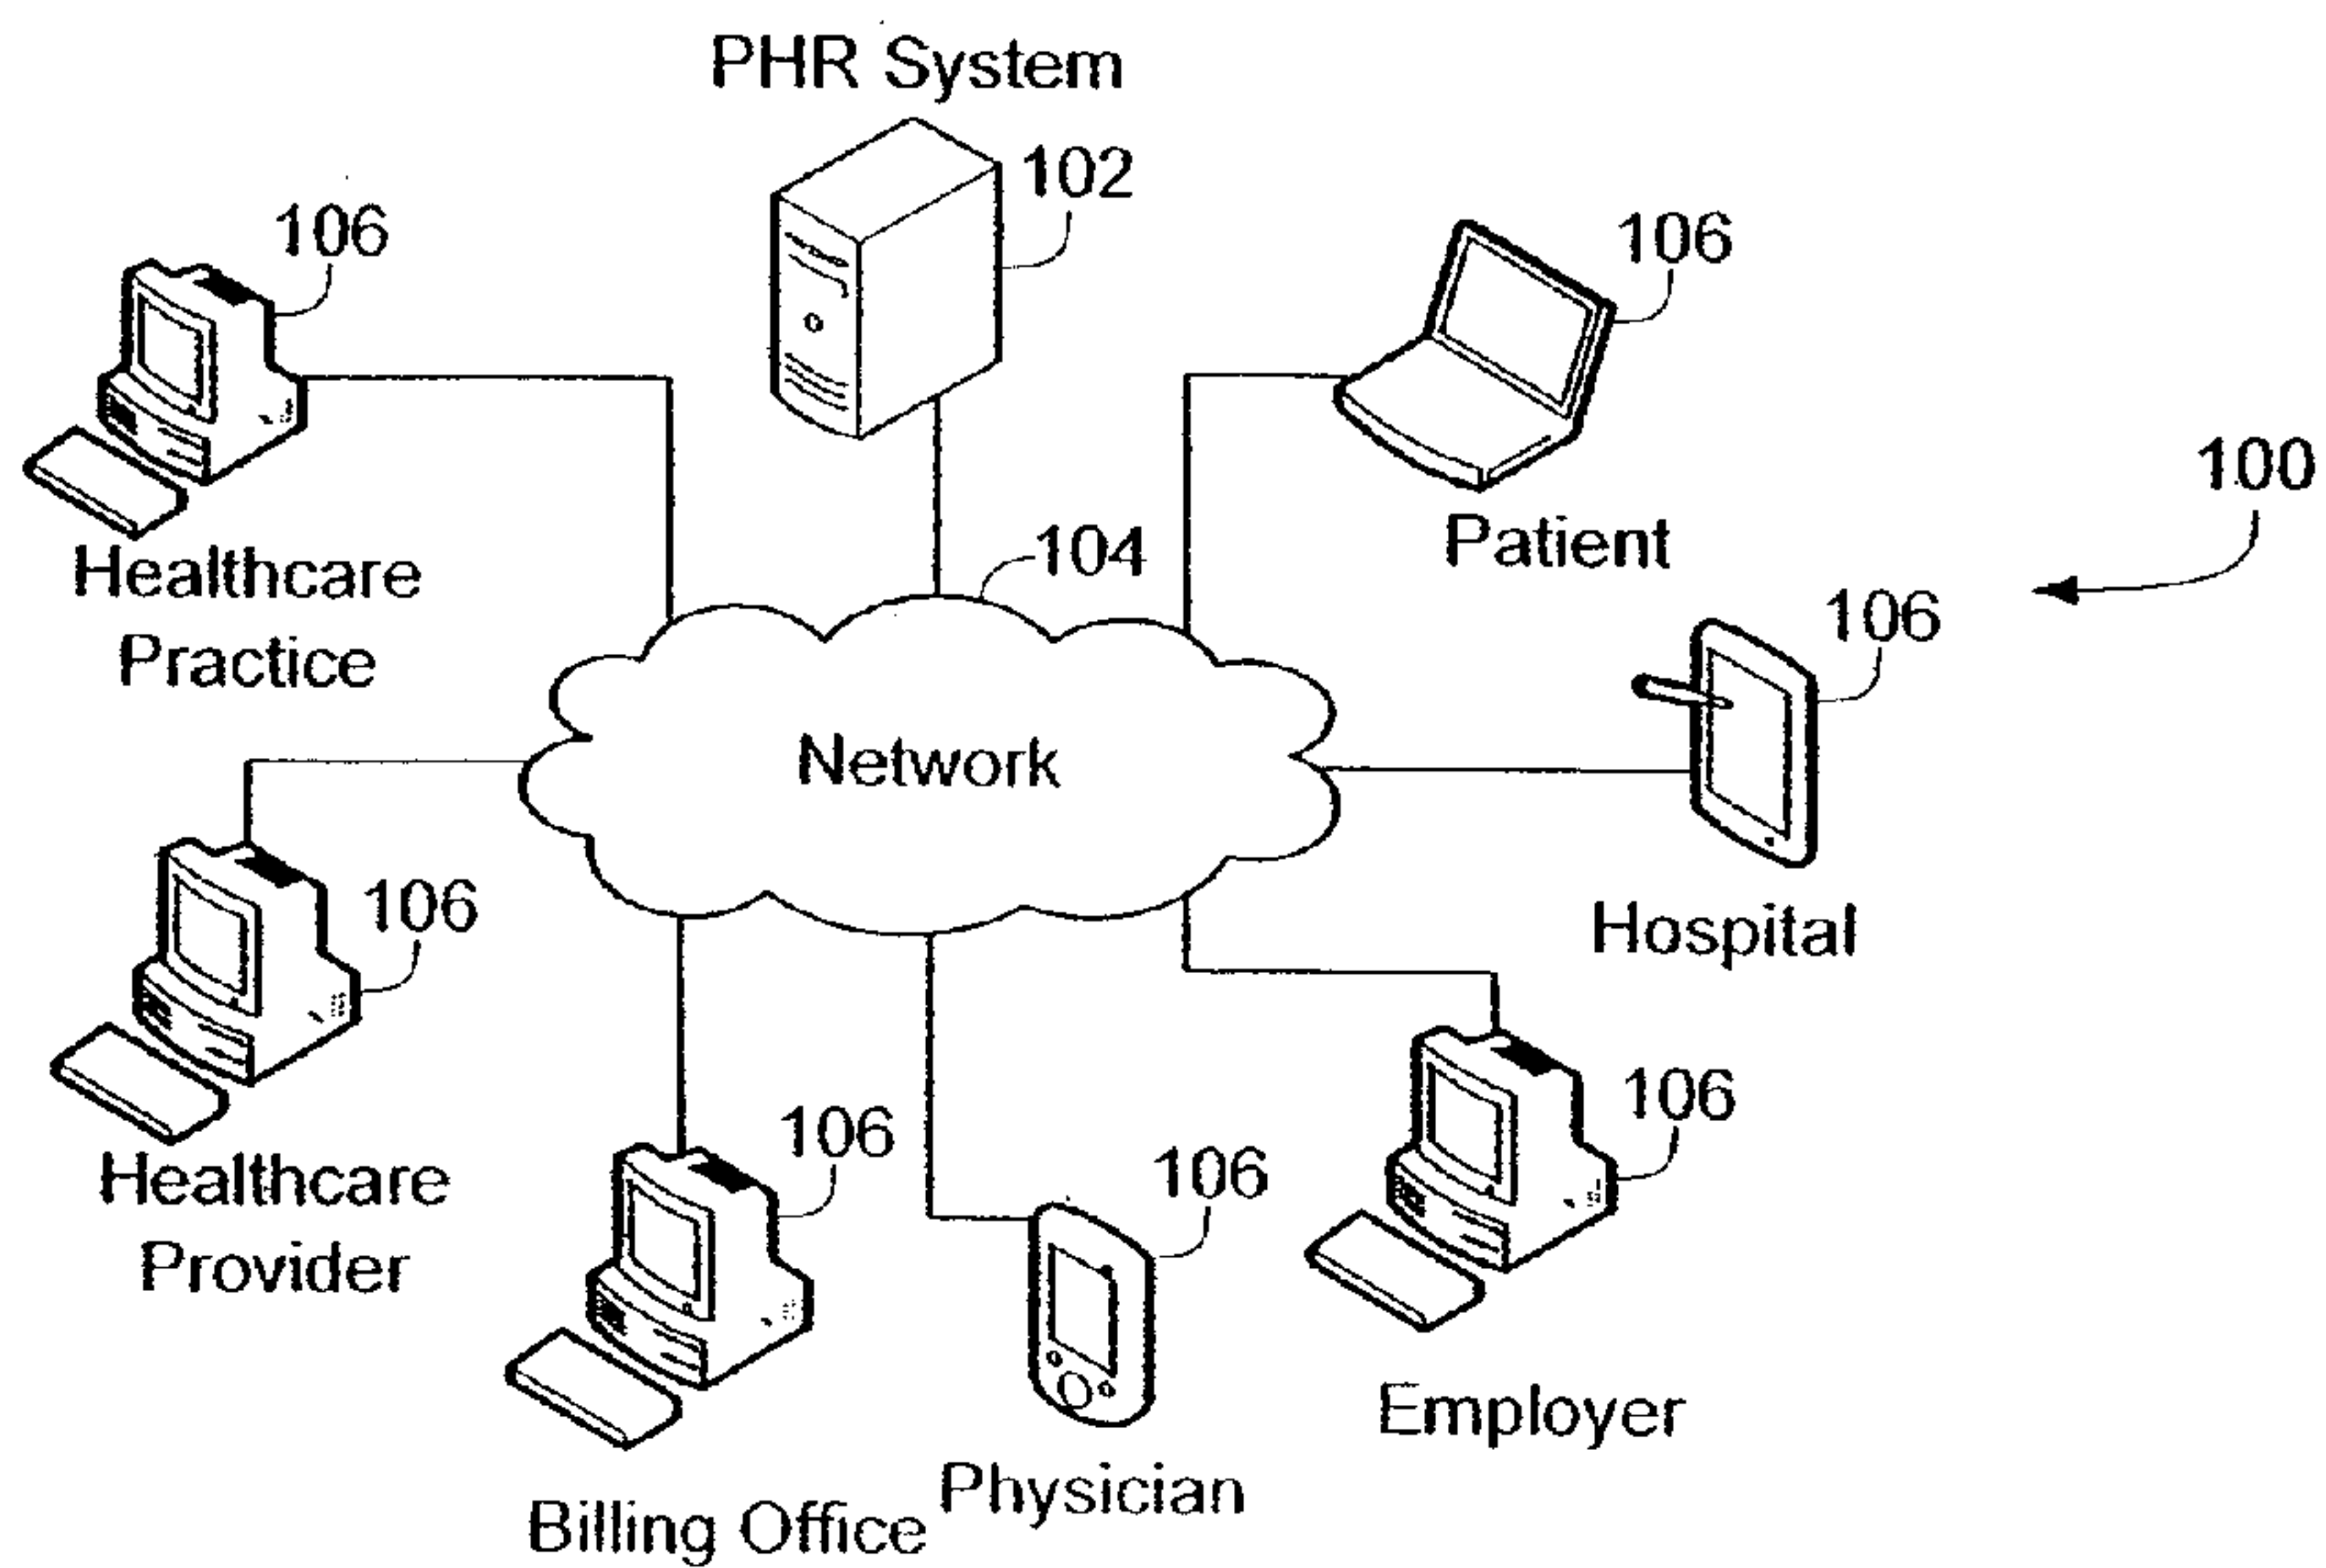 PHR System
102
106
106
Patient
100
Healthcare
Practice
104
106
Network
Hospital
106
Healthcare
Provider
106
Billing Office
106
Physician
106
Employer